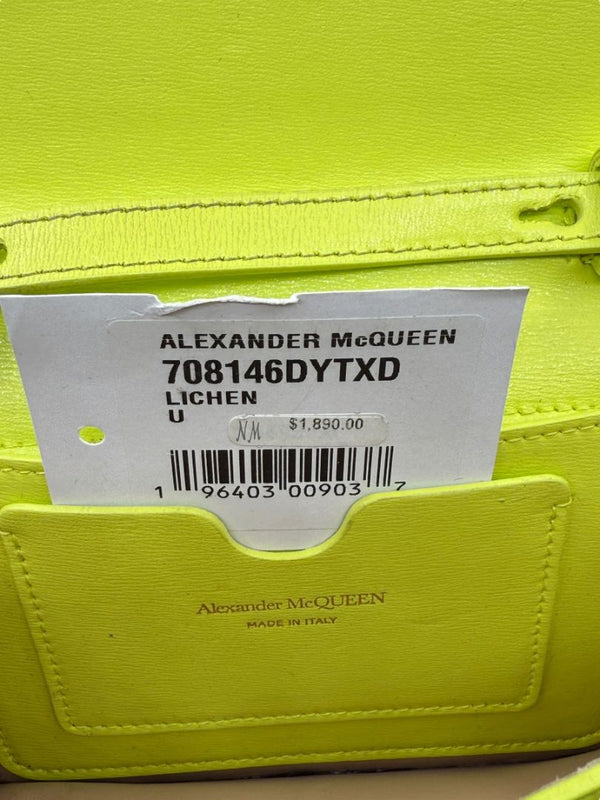 ALEXANDER McQUEEN
708146DYTXD
LICHEN
U
NM $1,890.00
1 96403 00903 7
Alexander McQUEEN
MADE IN ITALY